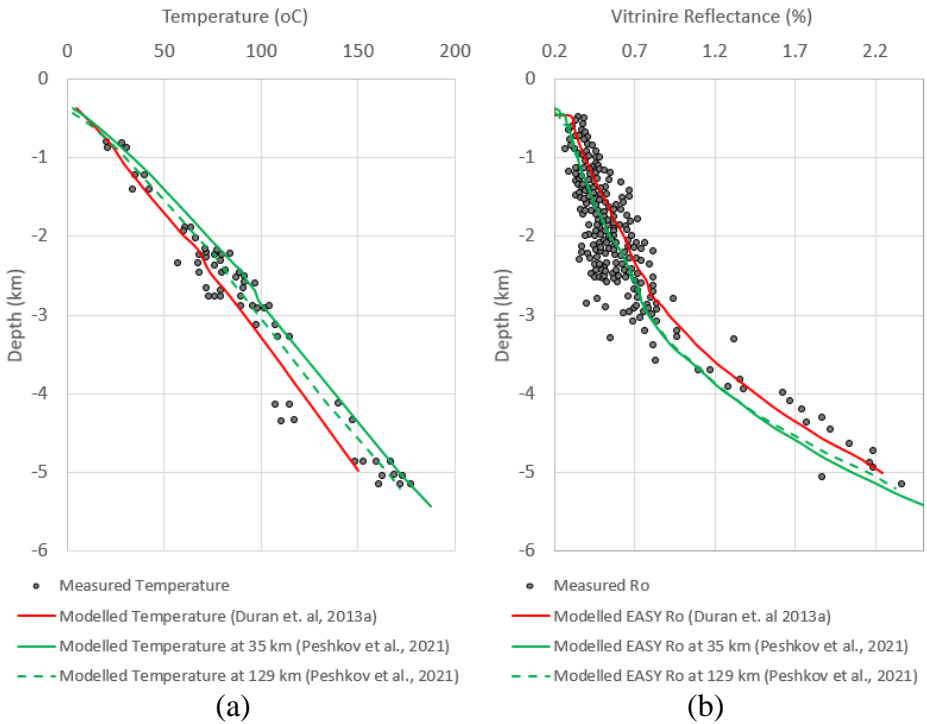 Temperature (oC)
0 50 100 150 200
0
-1
-2
-3
-4
-5
-6
Depth (km)
Measured Temperature
Modelled Temperature (Duran et. al, 2013a)
Modelled Temperature at 35 km (Peshkov et al., 2021)
Modelled Temperature at 129 km (Peshkov et al., 2021)
(a)
Vitrinire Reflectance (%)
0.2 0.7 1.2 1.7 2.2
0
-1
-2
-3
-4
-5
-6
Depth (km)
Measured Ro
Modelled EASY Ro (Duran et. al 2013a)
Modelled EASY Ro at 35 km (Peshkov et al., 2021)
Modelled EASY Ro at 129 km (Peshkov et al., 2021)
(b)